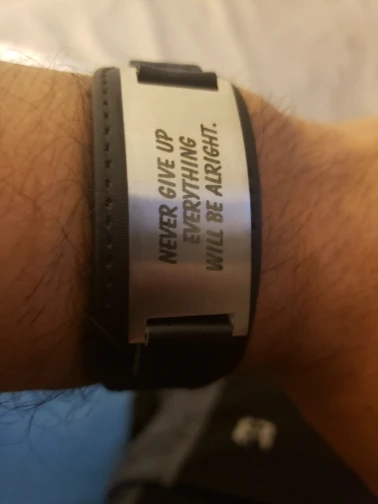 NEVER GIVE UP
EVERYTHING
WILL BE ALRIGHT.